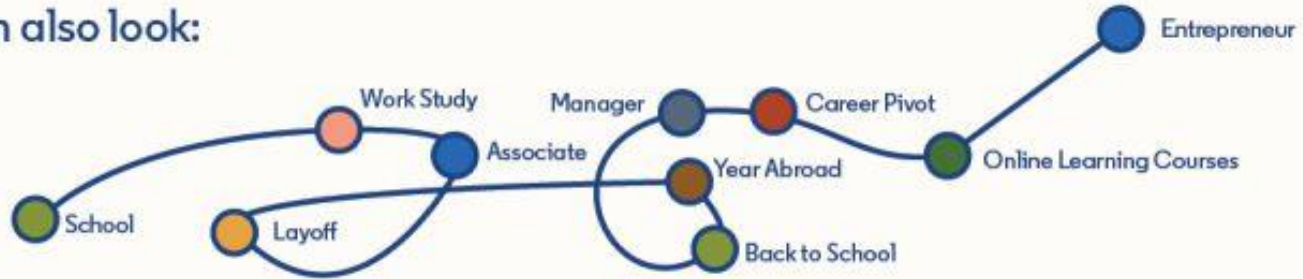 also look:
Entrepreneur
Work Study
Manager
Career Pivot
Associate
Year Abroad
Online Learning Courses
School
Layoff
Back to School